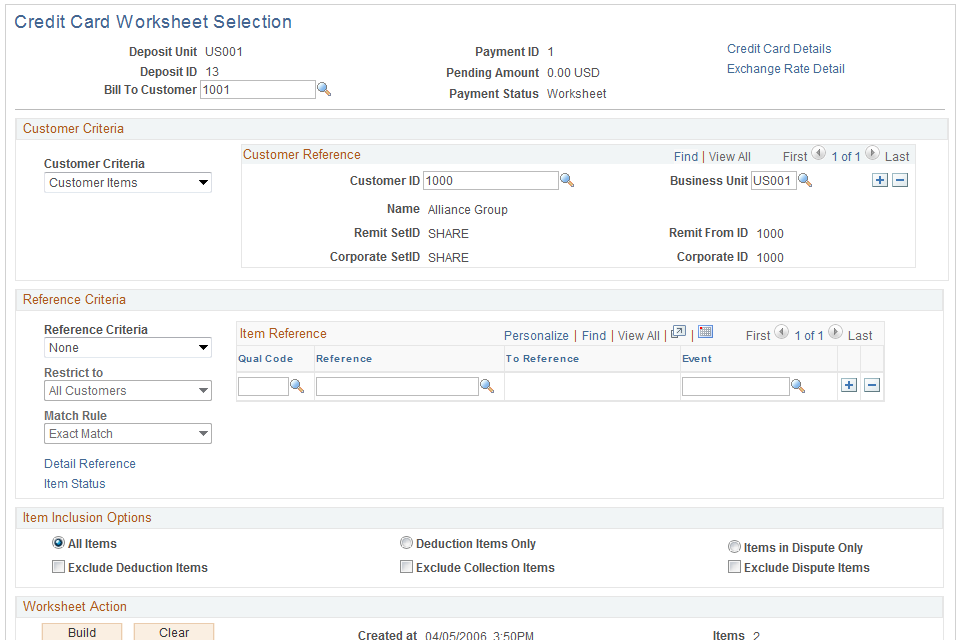 Credit Card Worksheet Selection
Deposit Unit US001 Payment ID 1 Credit Card Details
Deposit ID 13 Pending Amount 0.00 USD Exchange Rate Detail
Bill To Customer 1001 Payment Status Worksheet
Customer Criteria
Customer Criteria
Customer Items
Customer Reference Find | View All First 1 of 1 Last
Customer ID 1000 Business Unit US001
Name Alliance Group
Remit SetID SHARE Remit From ID 1000
Corporate SetID SHARE Corporate ID 1000
Reference Criteria
Reference Criteria
None
Restrict to
All Customers
Match Rule
Exact Match
Detail Reference
Item Status
Item Reference Personalize | Find | View All | | First 1 of 1 Last
Qual Code Reference To Reference Event
Item Inclusion Options
All Items Deduction Items Only Items in Dispute Only
Exclude Deduction Items Exclude Collection Items Exclude Dispute Items
Worksheet Action
Build Clear Created at 04/05/2006 3:50PM Items 2